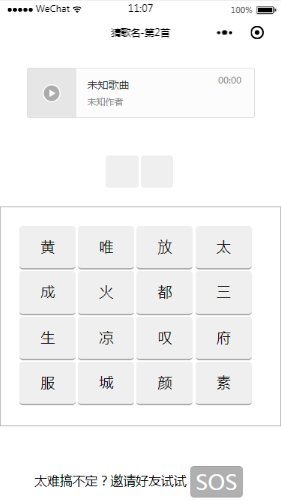 WeChat 11:07 100%
猜歌名-第2首
未知歌曲 00:00
未知作者
黄 唯 放 太
成 火 都 三
生 凉 叹 府
服 城 颜 素
太难搞不定？邀请好友试试 SOS